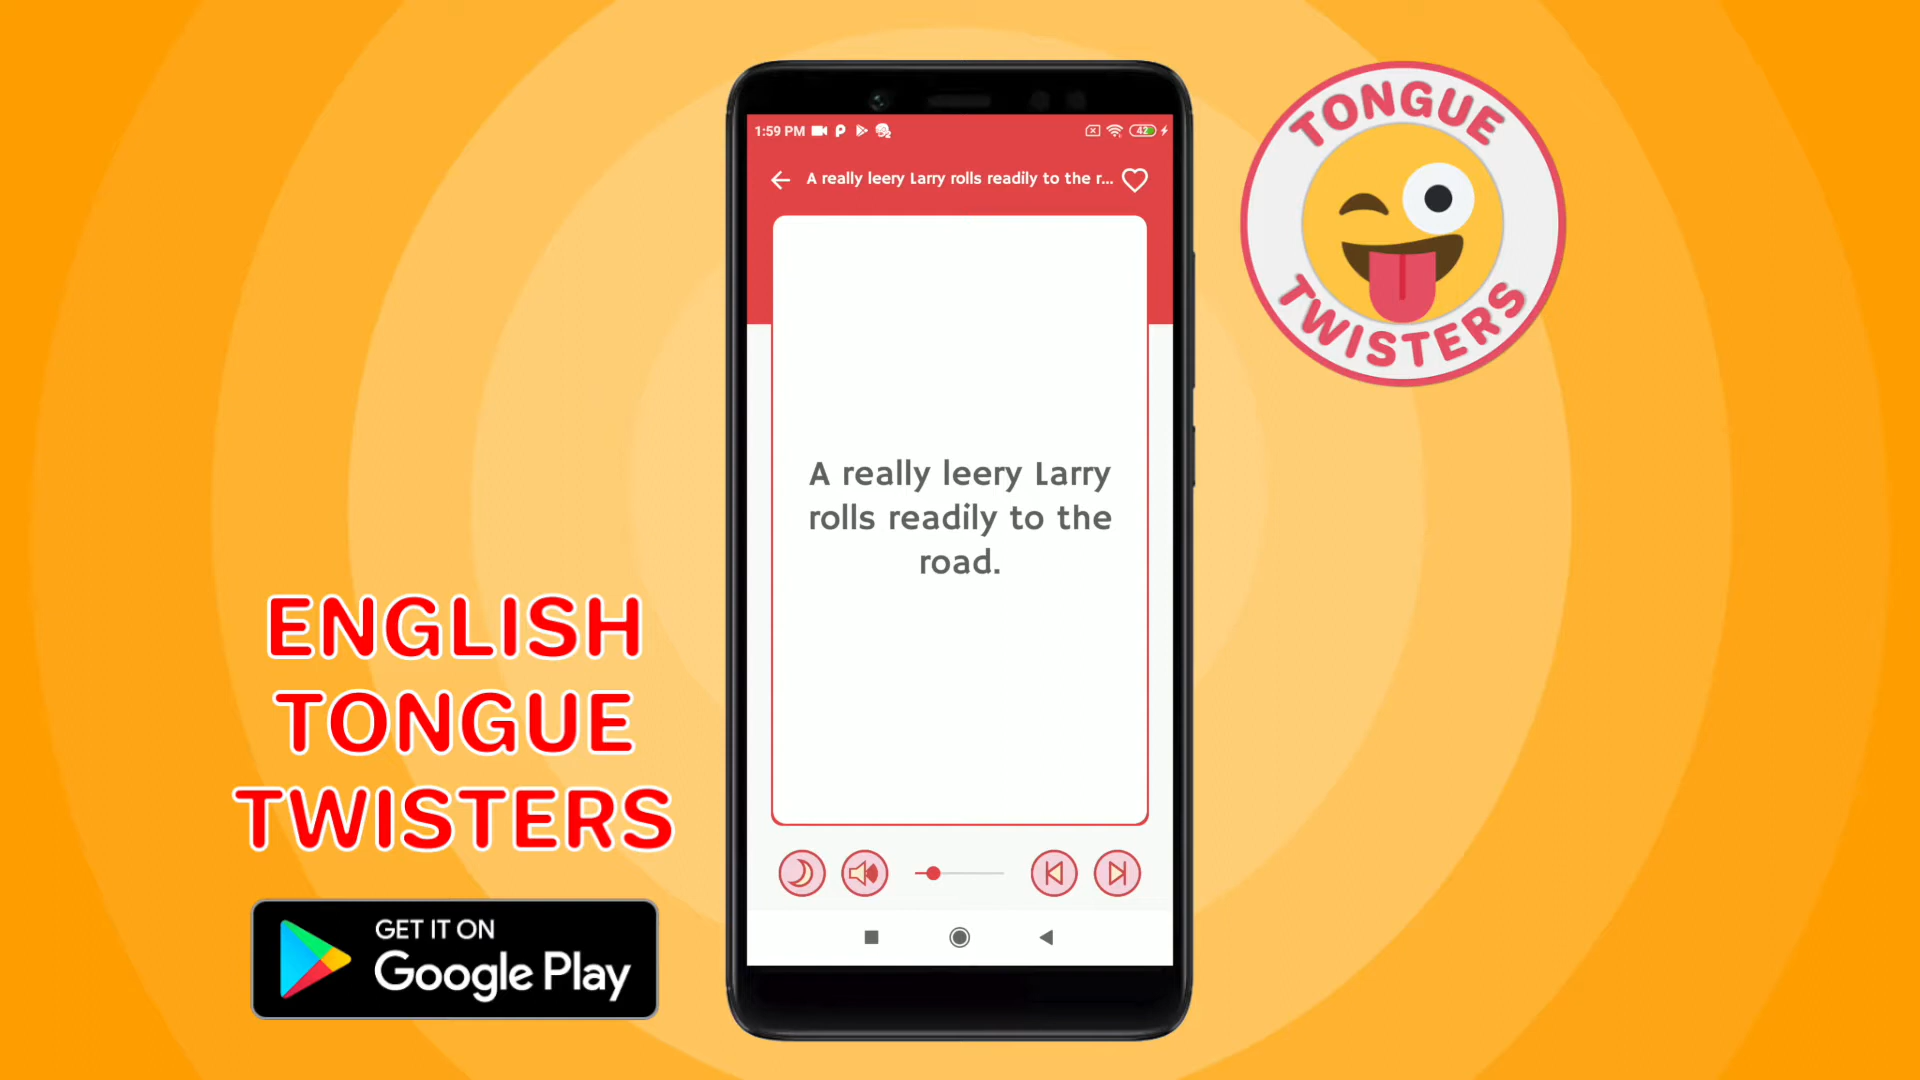 1:59 PM
42
A really leery Larry rolls readily to the r...
A really leery Larry
rolls readily to the
road.
TONGUE
TWISTERS
ENGLISH
TONGUE
TWISTERS
GET IT ON
Google Play